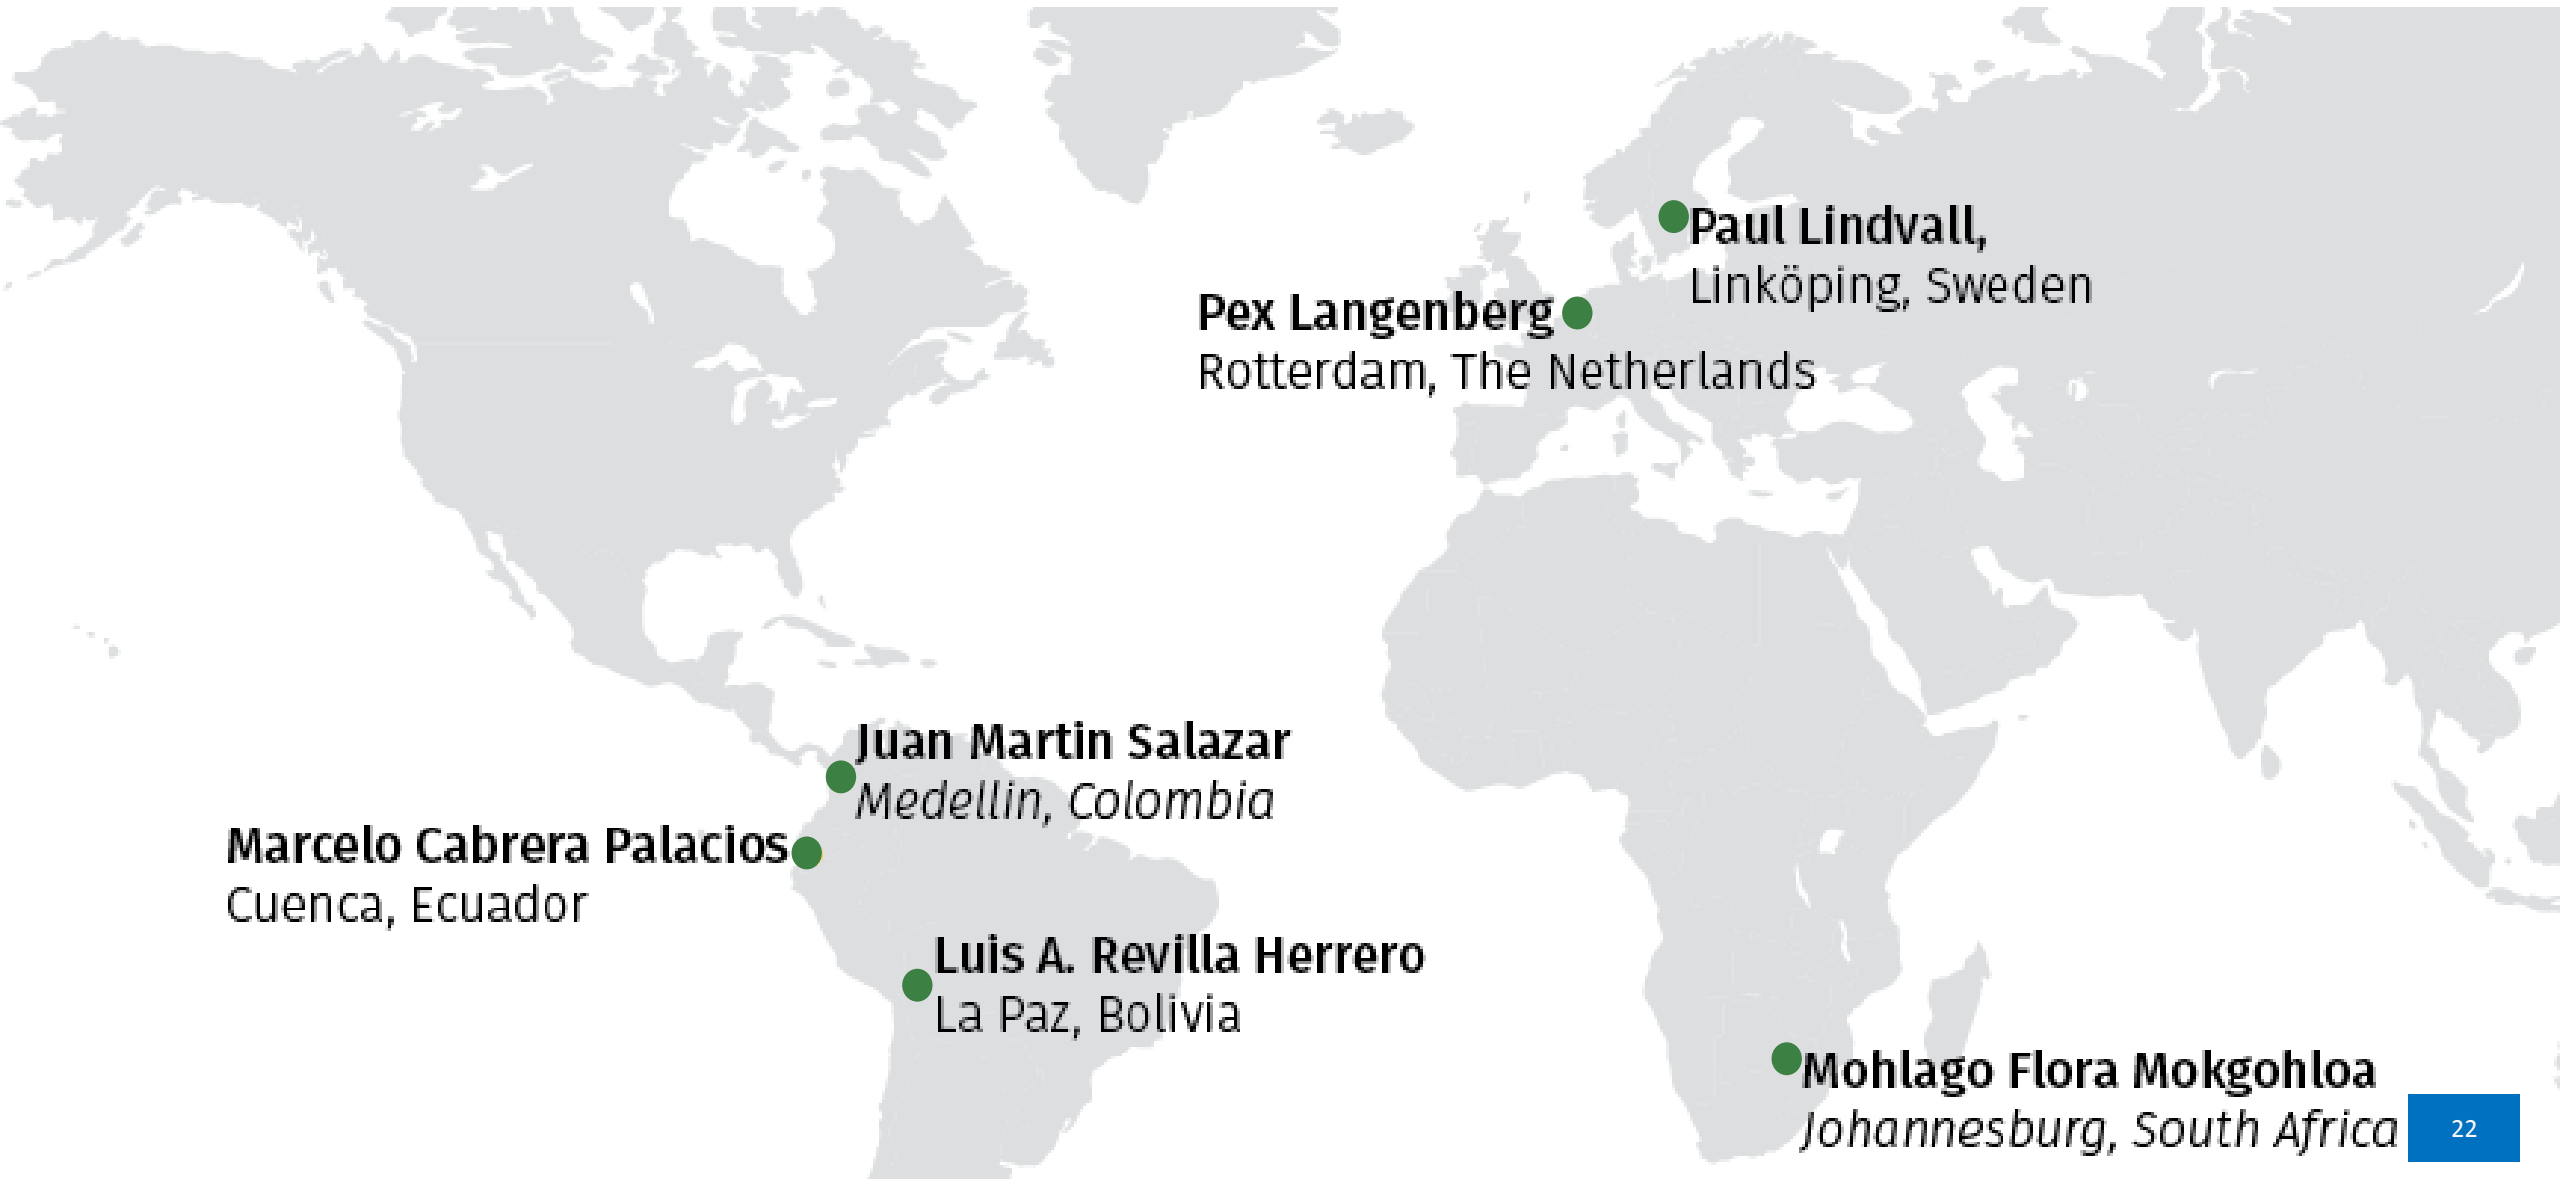 Paul Lindvall,
Linköping, Sweden
Pex Langenberg
Rotterdam, The Netherlands
Juan Martin Salazar
Medellin, Colombia
Marcelo Cabrera Palacios
Cuenca, Ecuador
Luis A. Revilla Herrero
La Paz, Bolivia
Mohlago Flora Mokgohloa
Johannesburg, South Africa
22